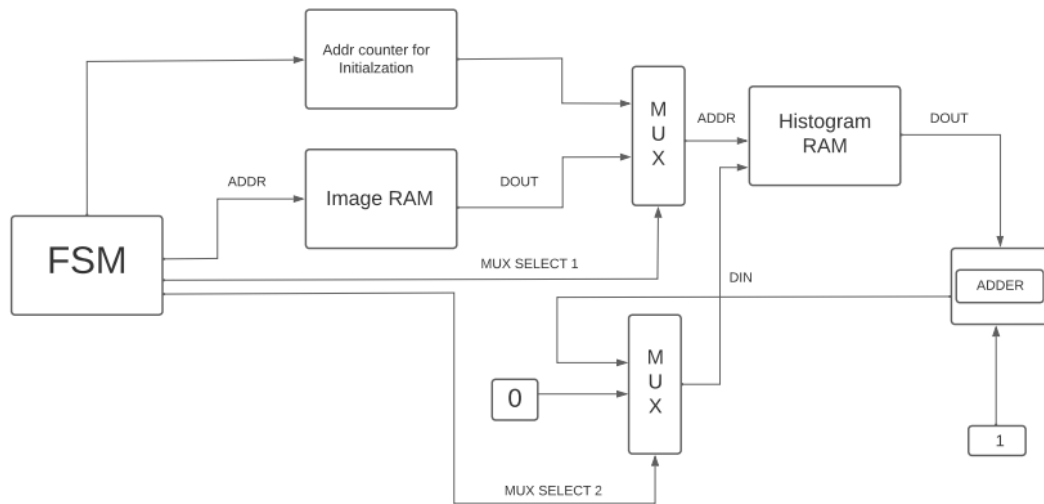 Addr counter for
Initialzation
M
U
X
ADDR
Histogram
RAM
DOUT
ADDR
Image RAM
DOUT
FSM
MUX SELECT 1
DIN
ADDER
M
U
X
0
1
MUX SELECT 2